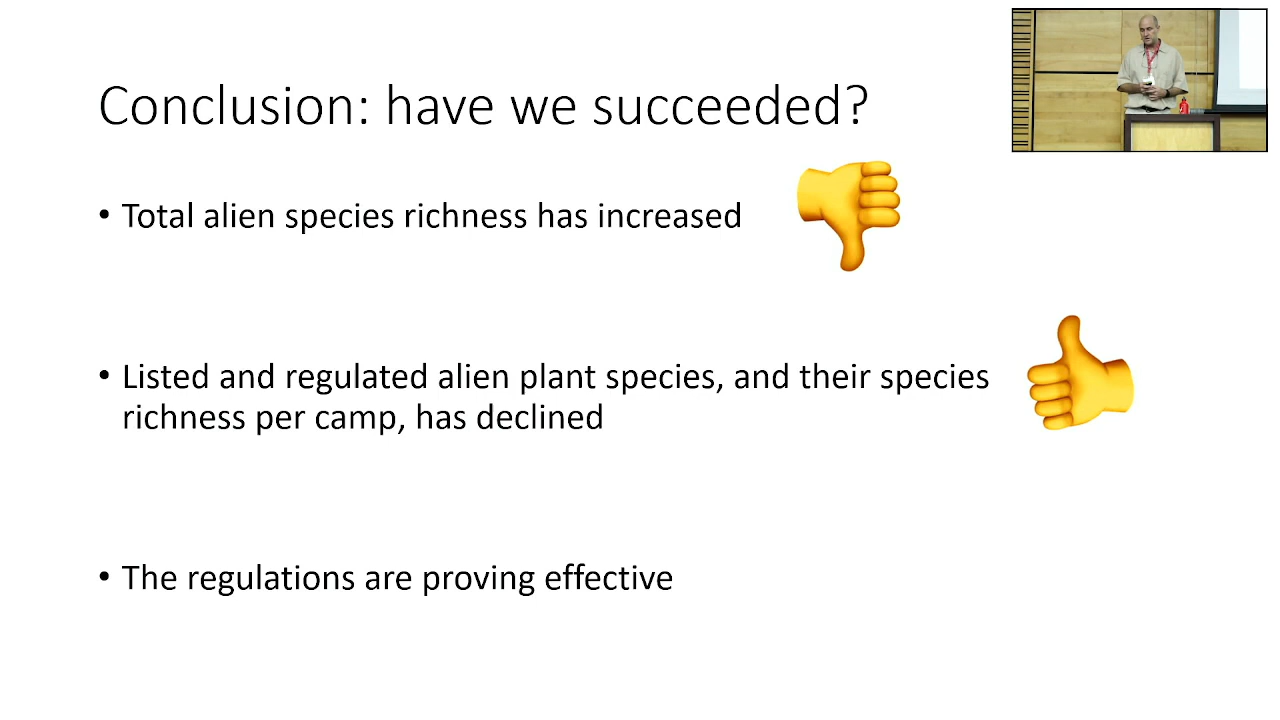 Conclusion: have we succeeded?
• Total alien species richness has increased
• Listed and regulated alien plant species, and their species
richness per camp, has declined
• The regulations are proving effective